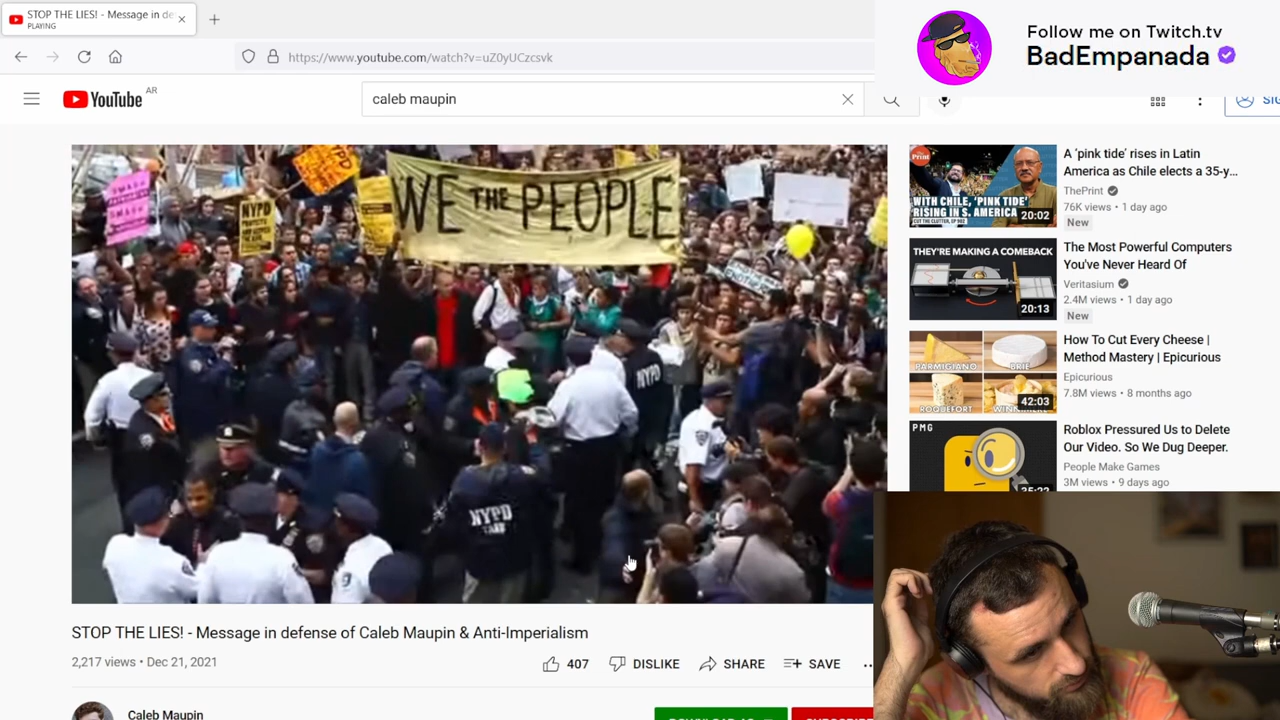 STOP THE LIES! - Message in de
PLAYING
https://www.youtube.com/watch?v=uZ0yUCzcsvk
Follow me on Twitch.tv
BadEmpanada
YouTube
AR
caleb maupin
SIG
WE THE PEOPLE
NYPD
NYPD
NYPD
STOP THE LIES! - Message in defense of Caleb Maupin & Anti-Imperialism
2,217 views • Dec 21, 2021
407
DISLIKE
SHARE
SAVE
Caleb Maupin
ThePrint
WITH CHILE, 'PINK TIDE'
RISING IN S. AMERICA
20:02
A 'pink tide' rises in Latin
America as Chile elects a 35-y...
ThePrint
76K views • 1 day ago
New
THEY'RE MAKING A COMEBACK
20:13
The Most Powerful Computers
You've Never Heard Of
Veritasium
2.4M views • 1 day ago
New
PARMIGIANO
BRIE
ROQUEFORT
42:03
How To Cut Every Cheese |
Method Mastery | Epicurious
Epicurious
7.8M views • 8 months ago
PMG
Roblox Pressured Us to Delete
Our Video. So We Dug Deeper.
People Make Games
3M views • 9 days ago